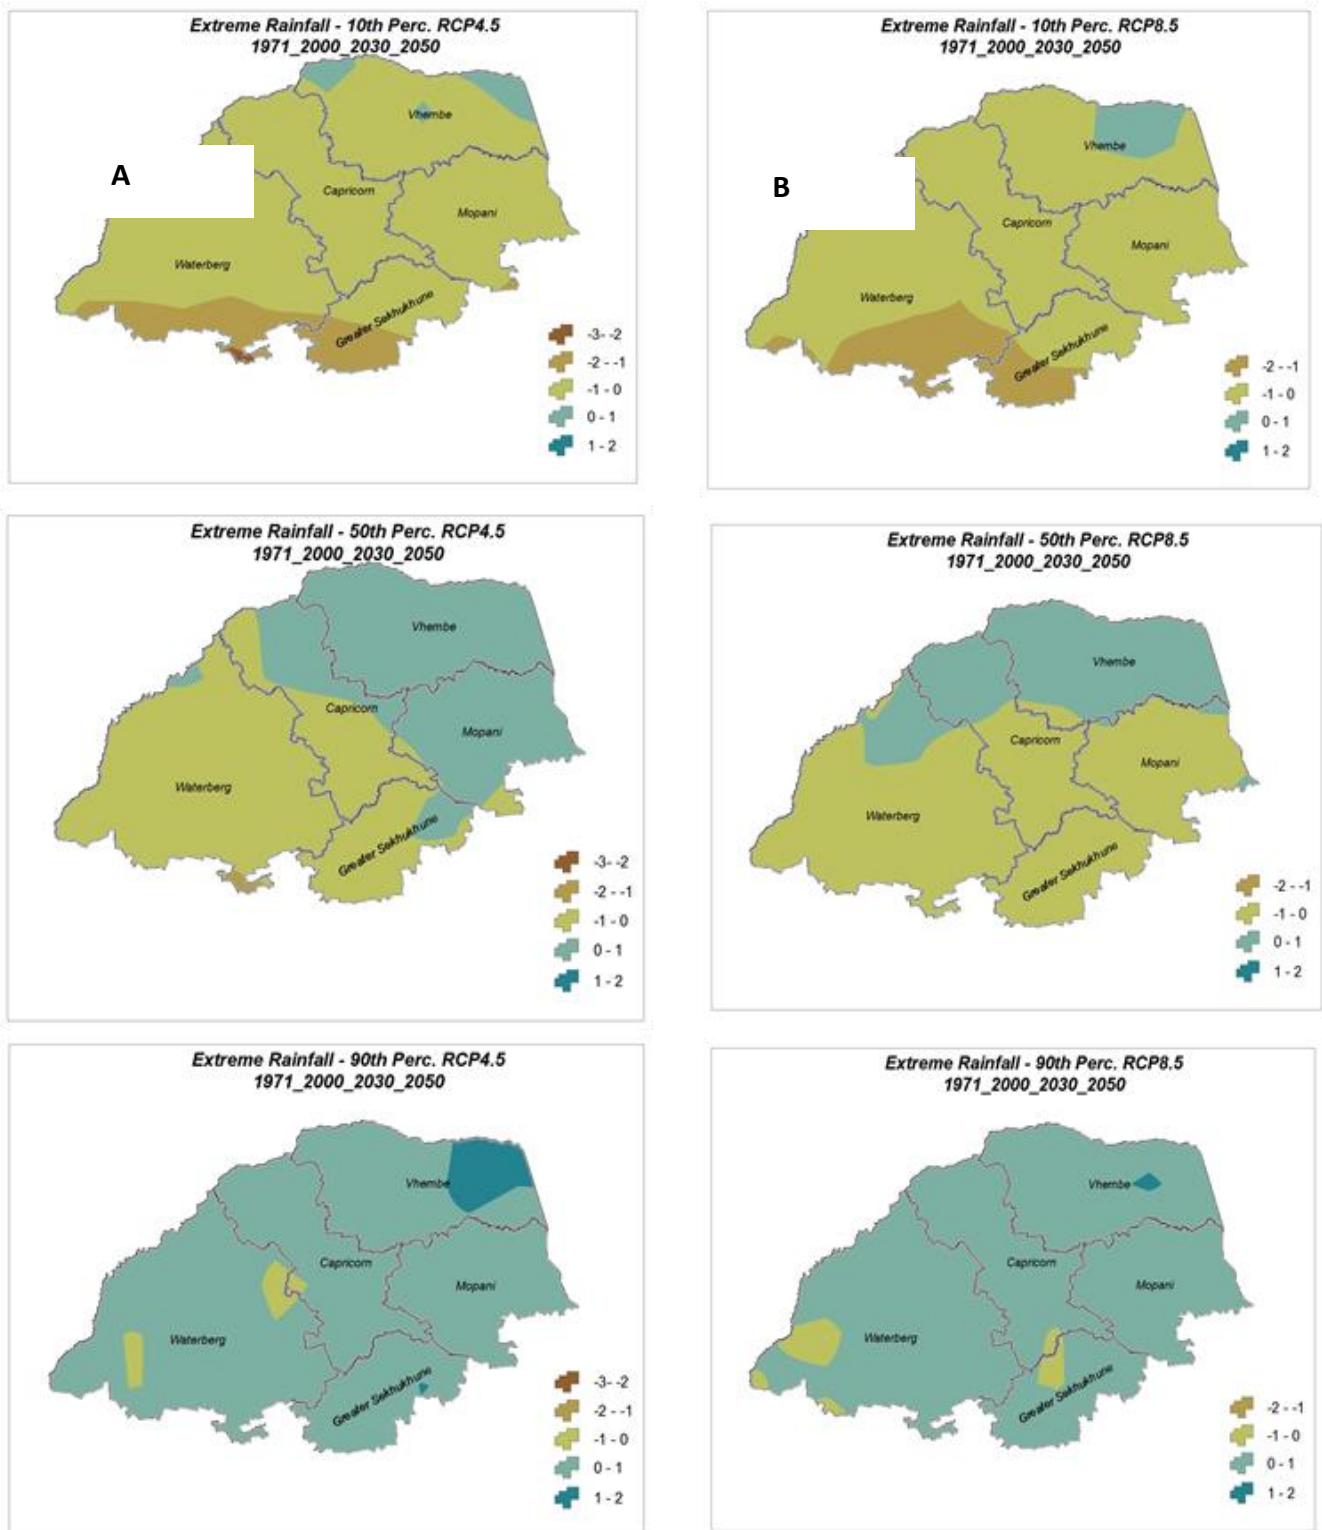 Extreme Rainfall - 10th Perc. RCP4.5
1971_2000_2030_2050
A
Vhembe
Capricorn
Mopani
Waterberg
Greater Sekhukhune
-3- -2
-2 - -1
-1 - 0
0 - 1
1 - 2
Extreme Rainfall - 10th Perc. RCP8.5
1971_2000_2030_2050
B
Vhembe
Capricorn
Mopani
Waterberg
Greater Sekhukhune
-2 - -1
-1 - 0
0 - 1
1 - 2
Extreme Rainfall - 50th Perc. RCP4.5
1971_2000_2030_2050
Vhembe
Capricorn
Mopani
Waterberg
Greater Sekhukhune
-3- -2
-2 - -1
-1 - 0
0 - 1
1 - 2
Extreme Rainfall - 50th Perc. RCP8.5
1971_2000_2030_2050
Vhembe
Capricorn
Mopani
Waterberg
Greater Sekhukhune
-2 - -1
-1 - 0
0 - 1
1 - 2
Extreme Rainfall - 90th Perc. RCP4.5
1971_2000_2030_2050
Vhembe
Capricorn
Mopani
Waterberg
Greater Sekhukhune
-3- -2
-2 - -1
-1 - 0
0 - 1
1 - 2
Extreme Rainfall - 90th Perc. RCP8.5
1971_2000_2030_2050
Vhembe
Capricorn
Mopani
Waterberg
Greater Sekhukhune
-2 - -1
-1 - 0
0 - 1
1 - 2